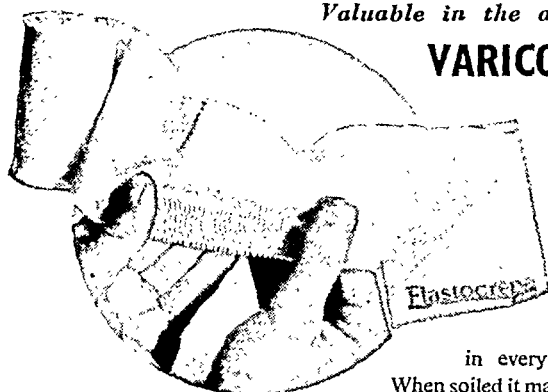 Valuable in the a
VARICO
Elastocrepe
in every
When soiled it ma